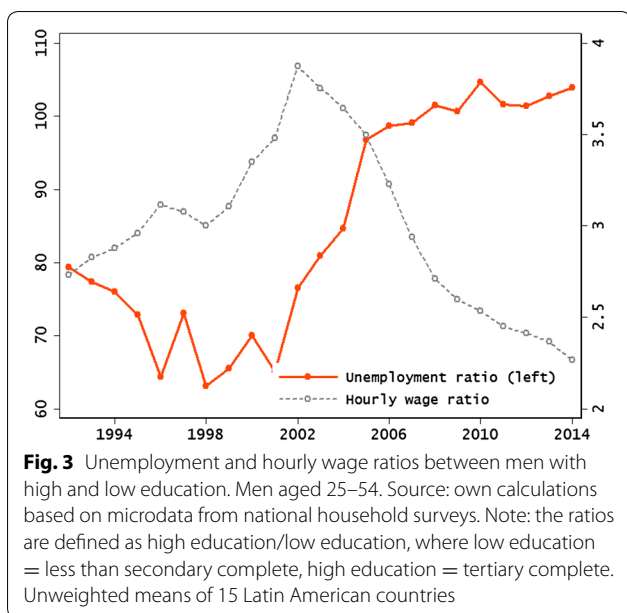 110
100
90
80
70
60
4
3.5
3
2.5
2
Unemployment ratio (left)
Hourly wage ratio
1994 1998 2002 2006 2010 2014
Fig. 3 Unemployment and hourly wage ratios between men with
high and low education. Men aged 25–54. Source: own calculations
based on microdata from national household surveys. Note: the ratios
are defined as high education/low education, where low education
= less than secondary complete, high education = tertiary complete.
Unweighted means of 15 Latin American countries